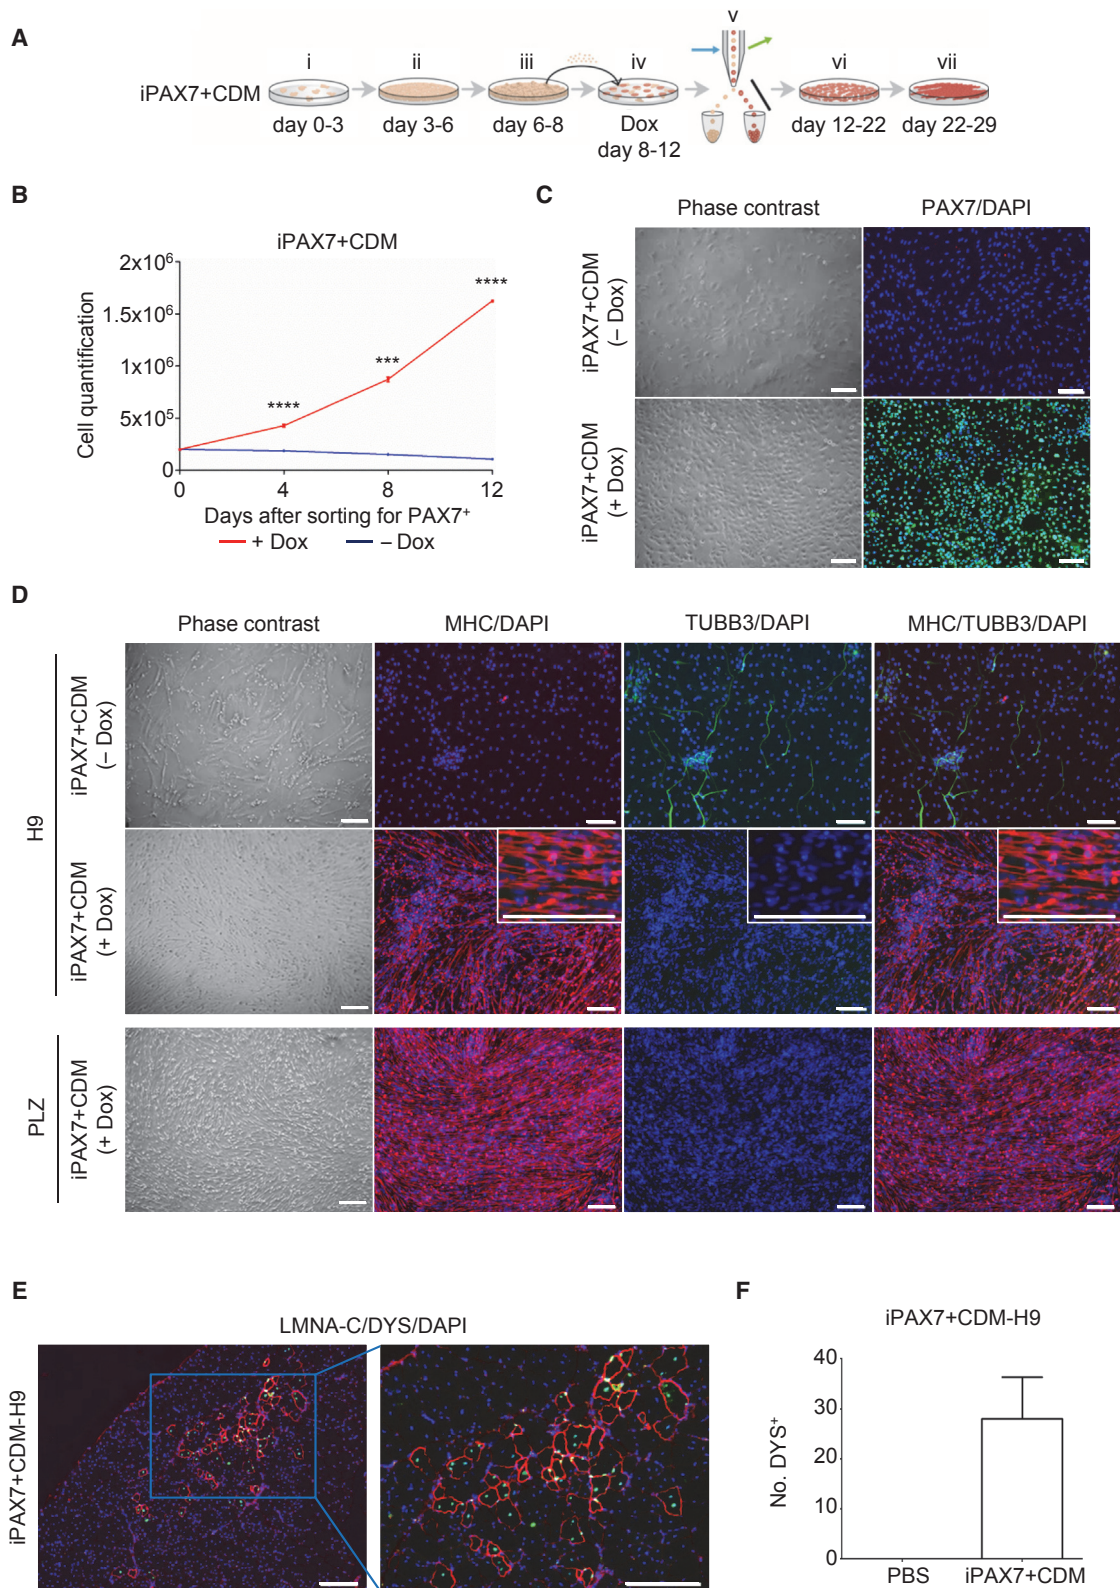 A
i ii iii iv v vi vii
iPAX7+CDM
day 0-3 day 3-6 day 6-8 Dox day 12-22 day 22-29
day 8-12
B
iPAX7+CDM
2x10⁶
1.5x10⁶
1x10⁶
5x10⁵
0
Cell quantification
****
***
****
0 4 8 12
Days after sorting for PAX7⁺
+ Dox – Dox
C
Phase contrast PAX7/DAPI
iPAX7+CDM
(– Dox)
iPAX7+CDM
(+ Dox)
D
Phase contrast MHC/DAPI TUBB3/DAPI MHC/TUBB3/DAPI
H9
iPAX7+CDM
(– Dox)
iPAX7+CDM
(+ Dox)
PLZ
iPAX7+CDM
(+ Dox)
E
LMNA-C/DYS/DAPI
iPAX7+CDM-H9
F
iPAX7+CDM-H9
40
30
20
10
0
No. DYS⁺
PBS iPAX7+CDM